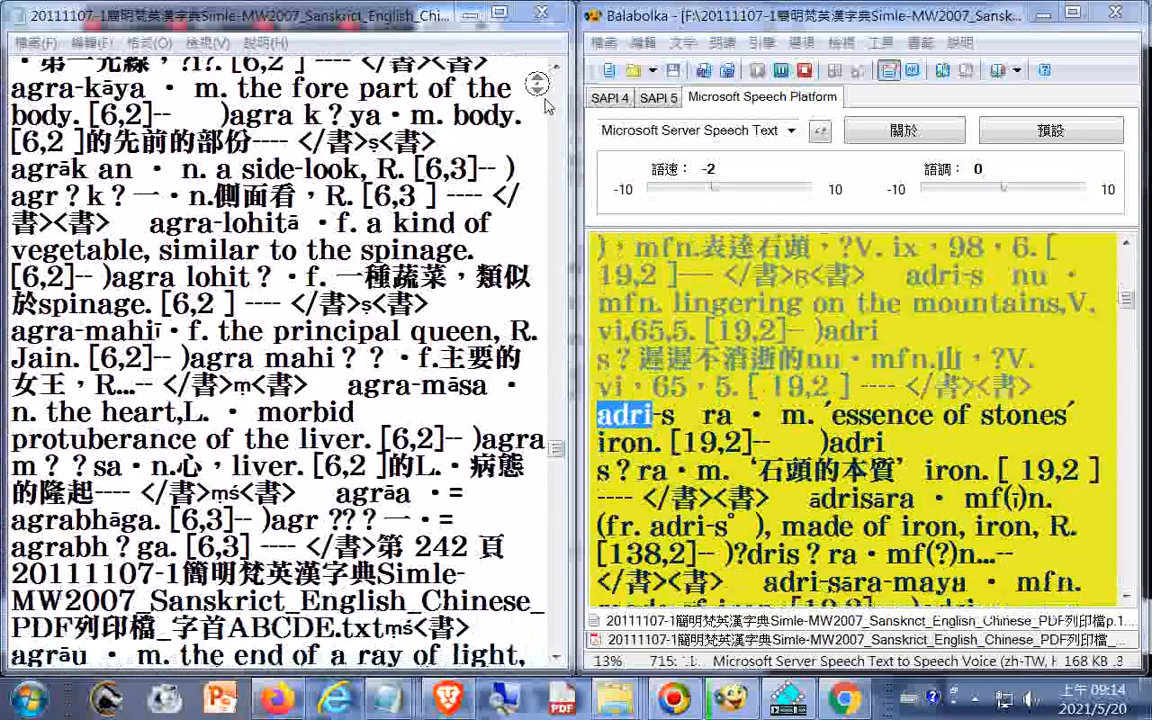 20111107-1簡明梵英漢字典Simle-MW2007_Sanskrict_English_Chi...
檔案(F) 編輯(E) 格式(O) 檢視(V) 說明(H)
・第一光線，?1?. [6,2 ] ---- </書>ș<書>
agra-kāya ・ m. the fore part of the
body. [6,2]-- )agra k？ya・m. body.
[6,2 ]的先前的部份---- </書>ș<書>
agrāk an ・ n. a side-look, R. [6,3]-- )
agr？k？一・n.側面看，R. [6,3 ] ---- </
書><書> agra-lohitā ・f. a kind of
vegetable, similar to the spinage.
[6,2]-- )agra lohit？・f. 一種蔬菜，類似
於spinage. [6,2 ] ---- </書>ș<書>
agra-mahiī・f. the principal queen, R.
Jain. [6,2]-- )agra mahi？？・f.主要的
女王，R...-- </書>ṃ<書> agra-māsa ・
n. the heart,L. ・ morbid
protuberance of the liver. [6,2]-- )agra
m？？sa・n.心，liver. [6,2 ]的L.・病態
的隆起---- </書>ṃś<書> agrāa ・=
agrabhāga. [6,3]-- )agr ??？一・=
agrabh？ga. [6,3] ---- </書>第 242 頁
20111107-1簡明梵英漢字典Simle-
MW2007_Sanskrict_English_Chinese_
PDF列印檔_字首ABCDE.txtṃś<書>
agrāu ・ m. the end of a ray of light,
Balabolka - [F:\20111107-1簡明梵英漢字典Simle-MW2007_Sansk...
檔案 編輯 文字 朗讀 引擎 選項 檢視 工具 書籤 說明
SAPI 4 SAPI 5 Microsoft Speech Platform
Microsoft Server Speech Text 關於 預設
語速： -2 語調： 0
-10 10 -10 10
)，mfn.表達石頭，?V. ix，98，6. [
19,2 ]--- </書>R<書> adri-s nu ・
mfn. lingering on the mountains,V.
vi,65,5. [19,2]-- )adri
s？遲遲不消逝的nu・mfn.山，?V.
vi，65，5. [ 19,2 ] ---- </書><書>
adri-s ra ・ m. 'essence of stones'
iron. [19,2]-- )adri
s？ra・m. ‘石頭的本質’ iron. [ 19,2 ]
---- </書><書> ādrisāra ・ mf(ī)n.
(fr. adri-s° ), made of iron, iron, R.
[138,2]-- )?dris？ra・mf(?)n...--
</書><書> adri-sāra-maya ・ mfn.
20111107-1簡明梵英漢字典Simle-MW2007_Sanskrict_English_Chinese_PDF列印檔p.1...
20111107-1簡明梵英漢字典Simle-MW2007_Sanskrict_English_Chinese_PDF列印檔_...
13% Microsoft Server Speech Text to Speech Voice (zh-TW, H 168 KB
上午 09:14
2021/5/20